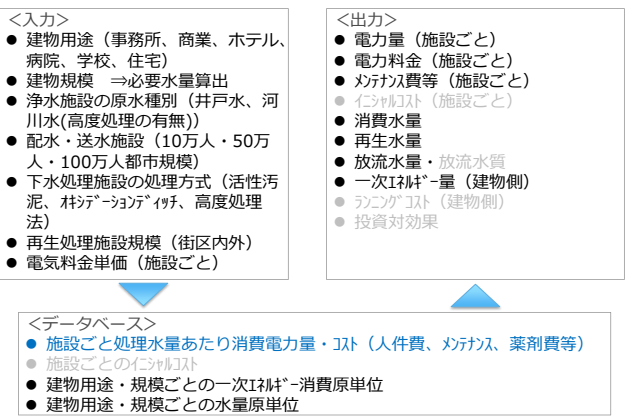 ＜入力＞
● 建物用途（事務所、商業、ホテル、
病院、学校、住宅）
● 建物規模　⇒必要水量算出
● 浄水施設の原水種別（井戸水、河
川水(高度処理の有無)）
● 配水・送水施設（10万人・50万
人・100万人都市規模）
● 下水処理施設の処理方式（活性汚
泥、ｵｷｼﾃﾞｰｼｮﾝﾃﾞｨｯﾁ、高度処理
法）
● 再生処理施設規模（街区内外）
● 電気料金単価（施設ごと）
＜出力＞
● 電力量（施設ごと）
● 電力料金（施設ごと）
● ﾒﾝﾃﾅﾝｽ費等（施設ごと）
● ｲﾆｼｬﾙｺｽﾄ（施設ごと）
● 消費水量
● 再生水量
● 放流水量・放流水質
● 一次ｴﾈﾙｷﾞｰ量（建物側）
● ﾗﾝﾆﾝｸﾞｺｽﾄ（建物側）
● 投資対効果
＜データベース＞
● 施設ごと処理水量あたり消費電力量・ｺｽﾄ（人件費、ﾒﾝﾃﾅﾝｽ、薬剤費等）
● 施設ごとのｲﾆｼｬﾙｺｽﾄ
● 建物用途・規模ごとの一次ｴﾈﾙｷﾞｰ消費原単位
● 建物用途・規模ごとの水量原単位